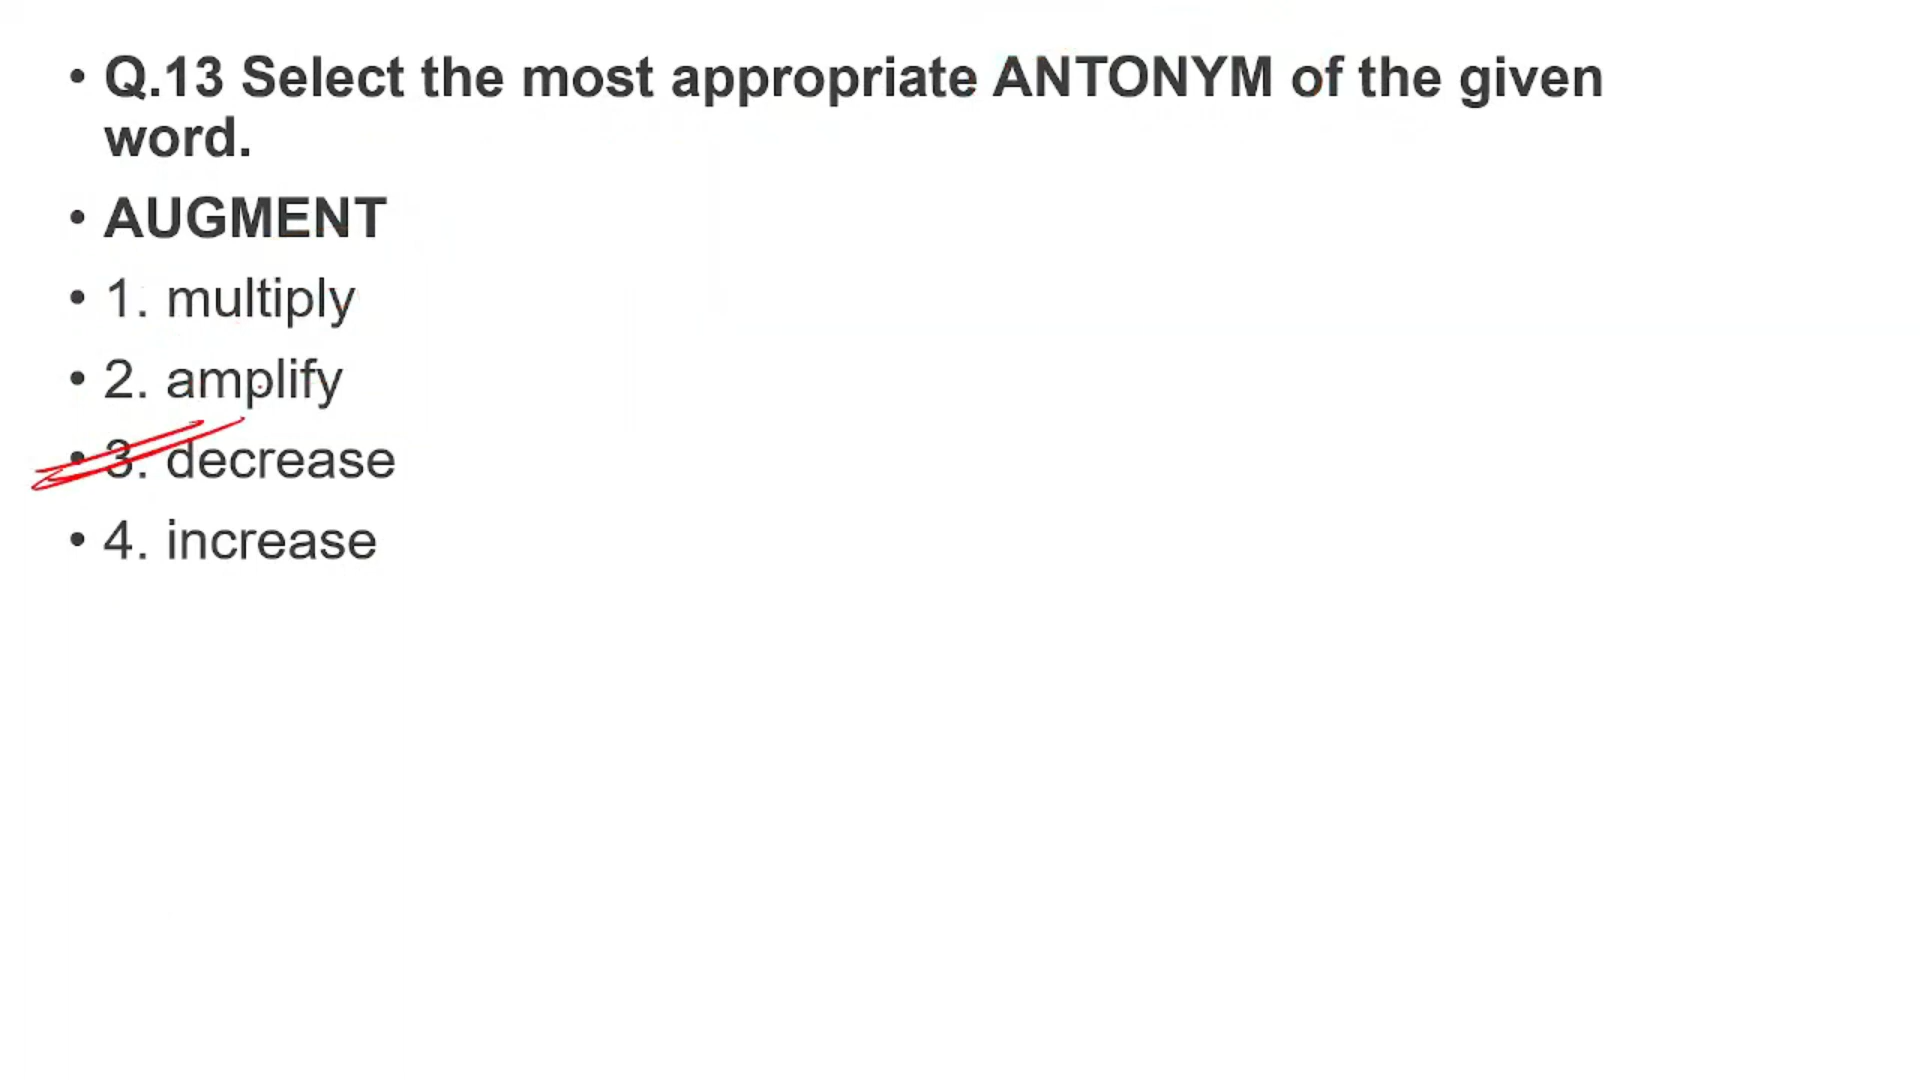 • Q.13 Select the most appropriate ANTONYM of the given
word.
• AUGMENT
• 1. multiply
• 2. amplify
• 3. decrease
• 4. increase